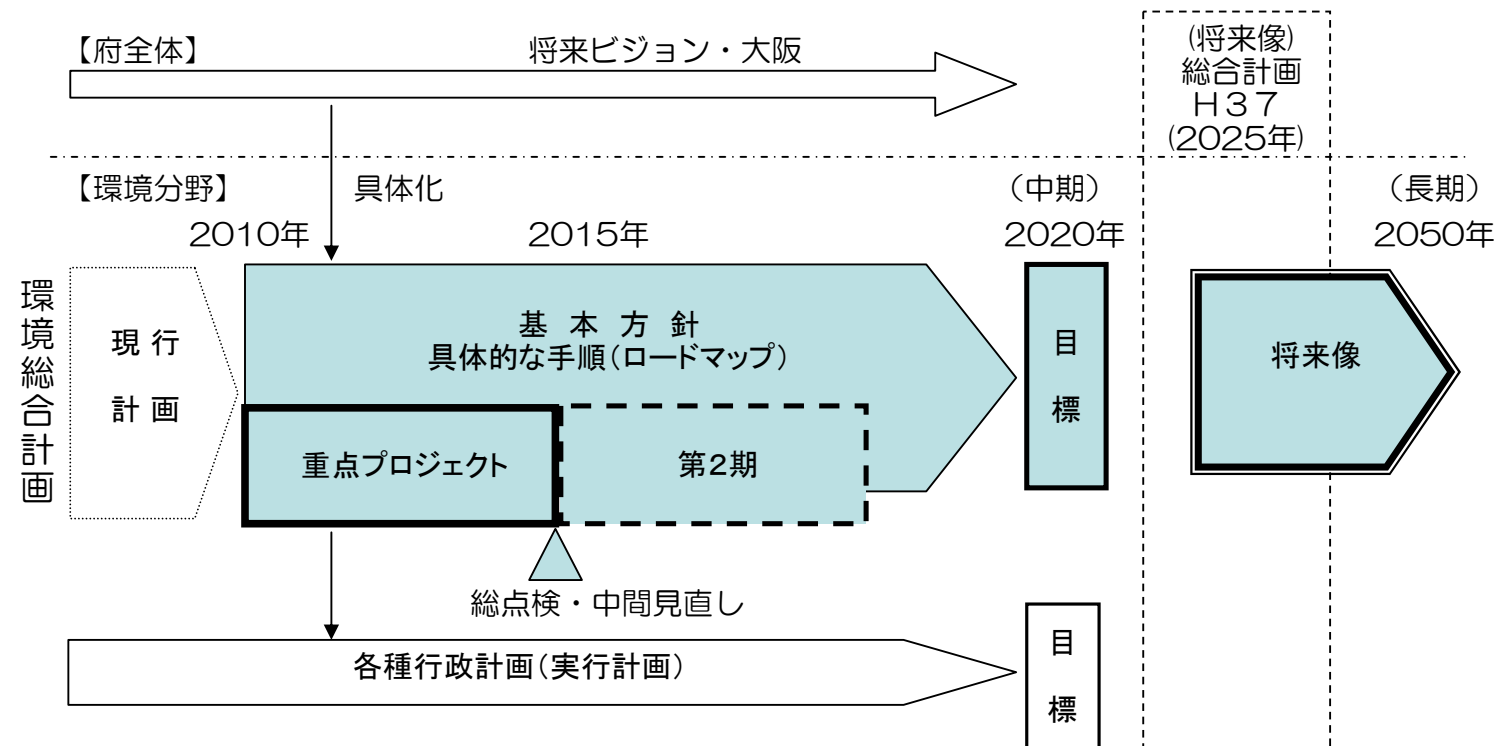 【府全体】
将来ビジョン・大阪
(将来像)
総合計画
H37
(2025年)
【環境分野】
具体化
(中期)
(長期)
2010年
2015年
2020年
2050年
環境総合計画
現行
計画
基本方針
具体的な手順(ロードマップ)
目標
将来像
重点プロジェクト
第2期
総点検・中間見直し
各種行政計画(実行計画)
目標